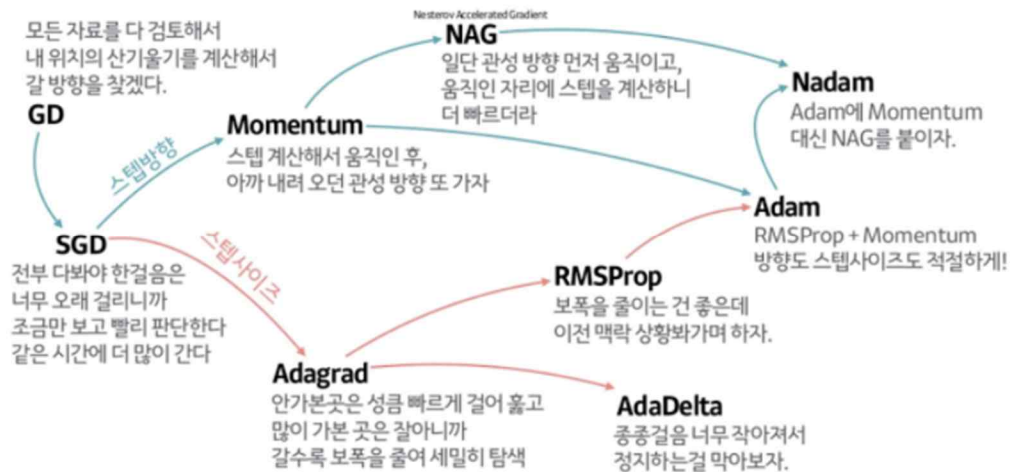 Nesterov Accelerated Gradient
NAG
일단 관성 방향 먼저 움직이고,
움직인 자리에 스텝을 계산하니
더 빠르더라
모든 자료를 다 검토해서
내 위치의 산기울기를 계산해서
갈 방향을 찾겠다.
GD
Nadam
Adam에 Momentum
대신 NAG를 붙이자.
스텝방향
Momentum
스텝 계산해서 움직인 후,
아까 내려 오던 관성 방향 또 가자
Adam
RMSProp + Momentum
방향도 스텝사이즈도 적절하게!
SGD
전부 다봐야 한걸음은
너무 오래 걸리니까
조금만 보고 빨리 판단한다
같은 시간에 더 많이 간다
스텝사이즈
RMSProp
보폭을 줄이는 건 좋은데
이전 맥락 상황봐가며 하자.
Adagrad
안가본곳은 성큼 빠르게 걸어 훓고
많이 가본 곳은 잘아니까
갈수록 보폭을 줄여 세밀히 탐색
AdaDelta
종종걸음 너무 작아져서
정지하는걸 막아보자.